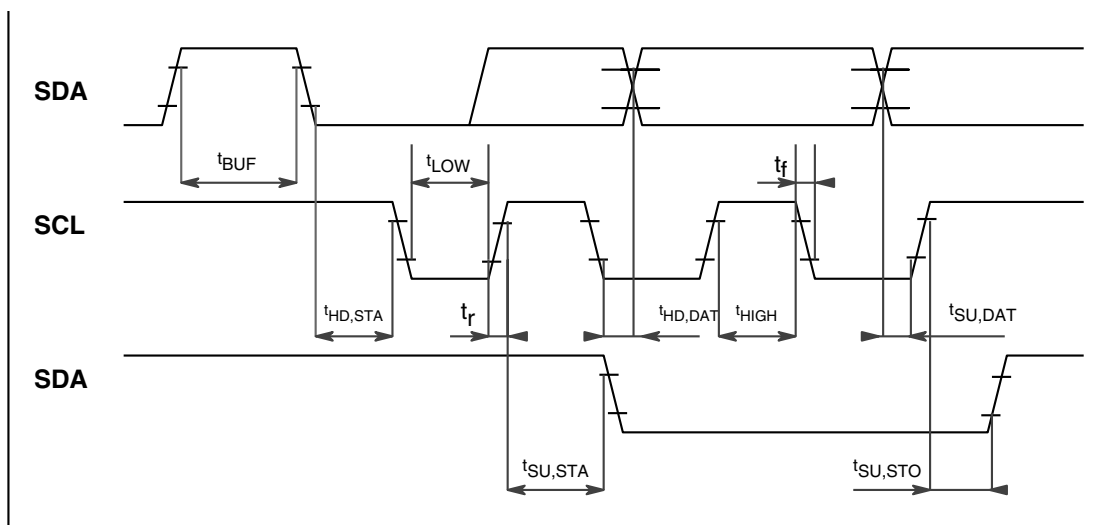 SDA
tBUF
tLOW
tf
SCL
tHD,STA
tr
tHD,DAT
tHIGH
tSU,DAT
SDA
tSU,STA
tSU,STO